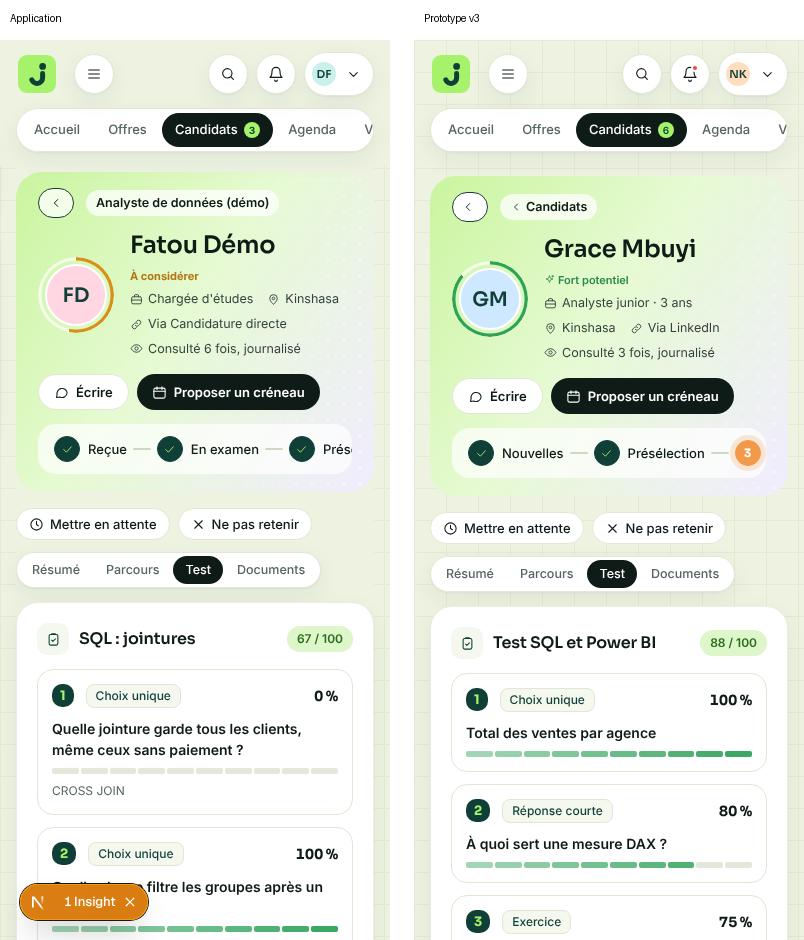 Application
DF
Accueil Offres Candidats 3 Agenda V
Analyste de données (démo)
Fatou Démo
FD
À considérer
Chargée d'études Kinshasa
Via Candidature directe
Consulté 6 fois, journalisé
Écrire Proposer un créneau
Reçue En examen Prés
Mettre en attente Ne pas retenir
Résumé Parcours Test Documents
SQL : jointures 67 / 100
1 Choix unique 0 %
Quelle jointure garde tous les clients,
même ceux sans paiement ?
CROSS JOIN
2 Choix unique 100 %
filtre les groupes après un
N 1 Insight
Prototype v3
NK
Accueil Offres Candidats 6 Agenda V
Candidats
Grace Mbuyi
GM
Fort potentiel
Analyste junior · 3 ans
Kinshasa Via LinkedIn
Consulté 3 fois, journalisé
Écrire Proposer un créneau
Nouvelles Présélection 3
Mettre en attente Ne pas retenir
Résumé Parcours Test Documents
Test SQL et Power BI 88 / 100
1 Choix unique 100 %
Total des ventes par agence
2 Réponse courte 80 %
À quoi sert une mesure DAX ?
3 Exercice 75 %